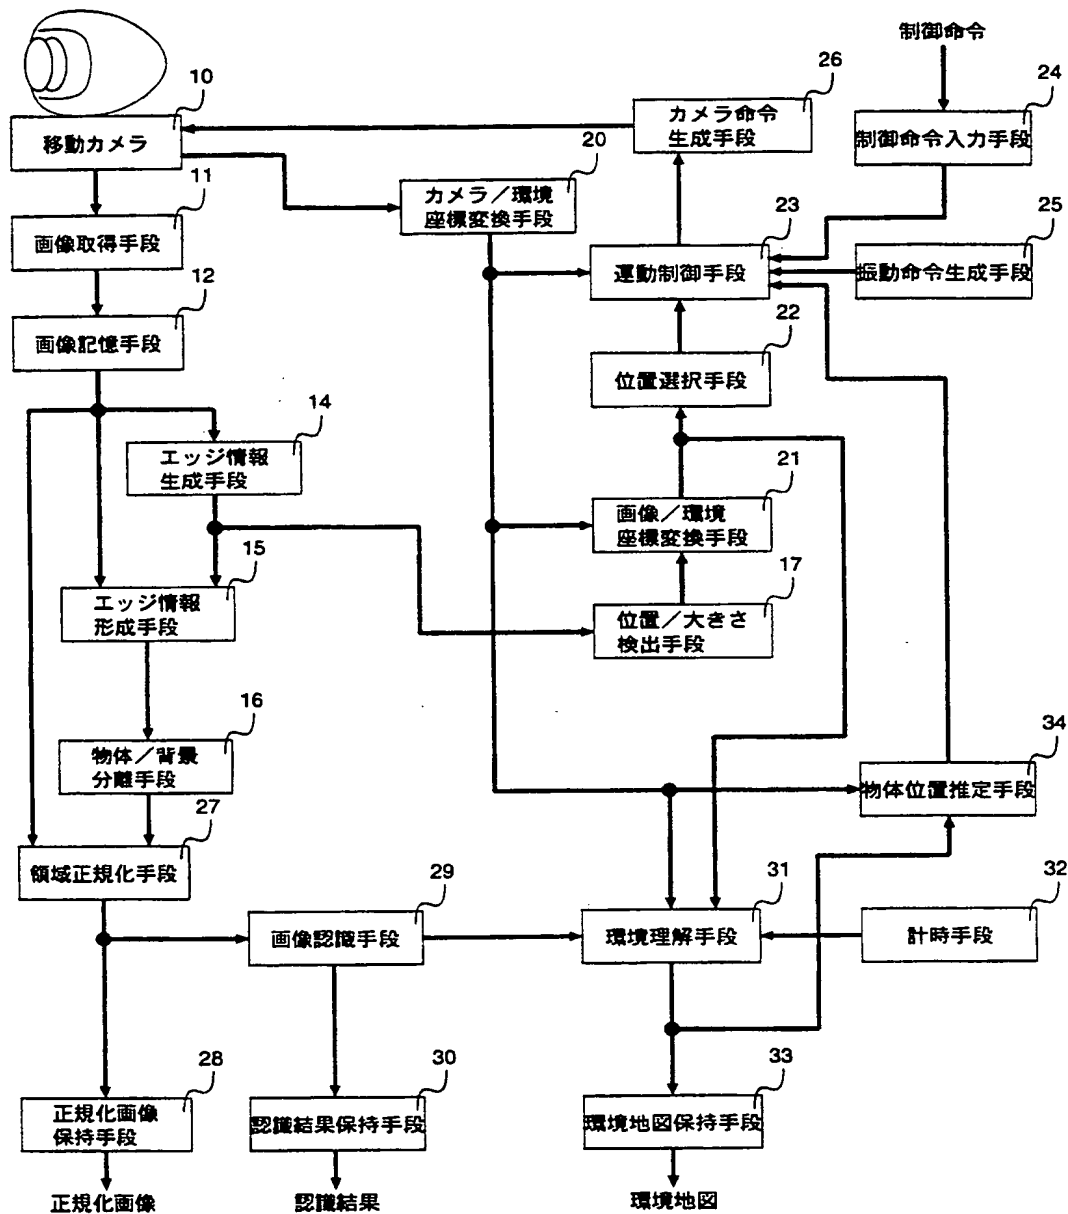 制御命令
26
24
10
カメラ命令
生成手段
制御命令入力手段
移動カメラ
20
11
カメラ／環境
座標変換手段
23
25
画像取得手段
運動制御手段
振動命令生成手段
12
22
画像記憶手段
位置選択手段
14
エッジ情報
生成手段
21
画像／環境
座標変換手段
15
17
エッジ情報
形成手段
位置／大きさ
検出手段
16
34
物体／背景
分離手段
物体位置推定手段
27
領域正規化手段
29
31
32
画像認識手段
環境理解手段
計時手段
28
30
33
正規化画像
保持手段
認識結果保持手段
環境地図保持手段
正規化画像
認識結果
環境地図